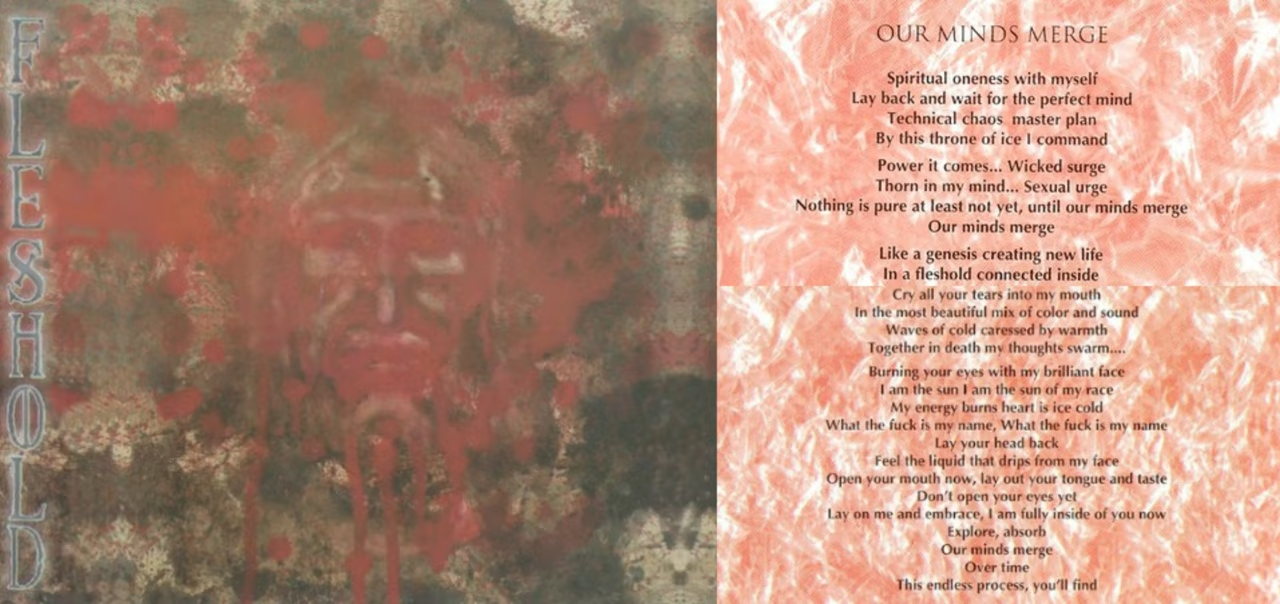 FLESHOLD
OUR MINDS MERGE
Spiritual oneness with myself
Lay back and wait for the perfect mind
Technical chaos master plan
By this throne of ice I command
Power it comes... Wicked surge
Thorn in my mind... Sexual urge
Nothing is pure at least not yet, until our minds merge
Our minds merge
Like a genesis creating new life
In a fleshold connected inside
Cry all your tears into my mouth
In the most beautiful mix of color and sound
Waves of cold caressed by warmth
Together in death my thoughts swarm....
Burning your eyes with my brilliant face
I am the sun I am the sun of my race
My energy burns heart is ice cold
What the fuck is my name, What the fuck is my name
Lay your head back
Feel the liquid that drips from my face
Open your mouth now, lay out your tongue and taste
Don't open your eyes yet
Lay on me and embrace, I am fully inside of you now
Explore, absorb
Our minds merge
Over time
This endless process, you'll find